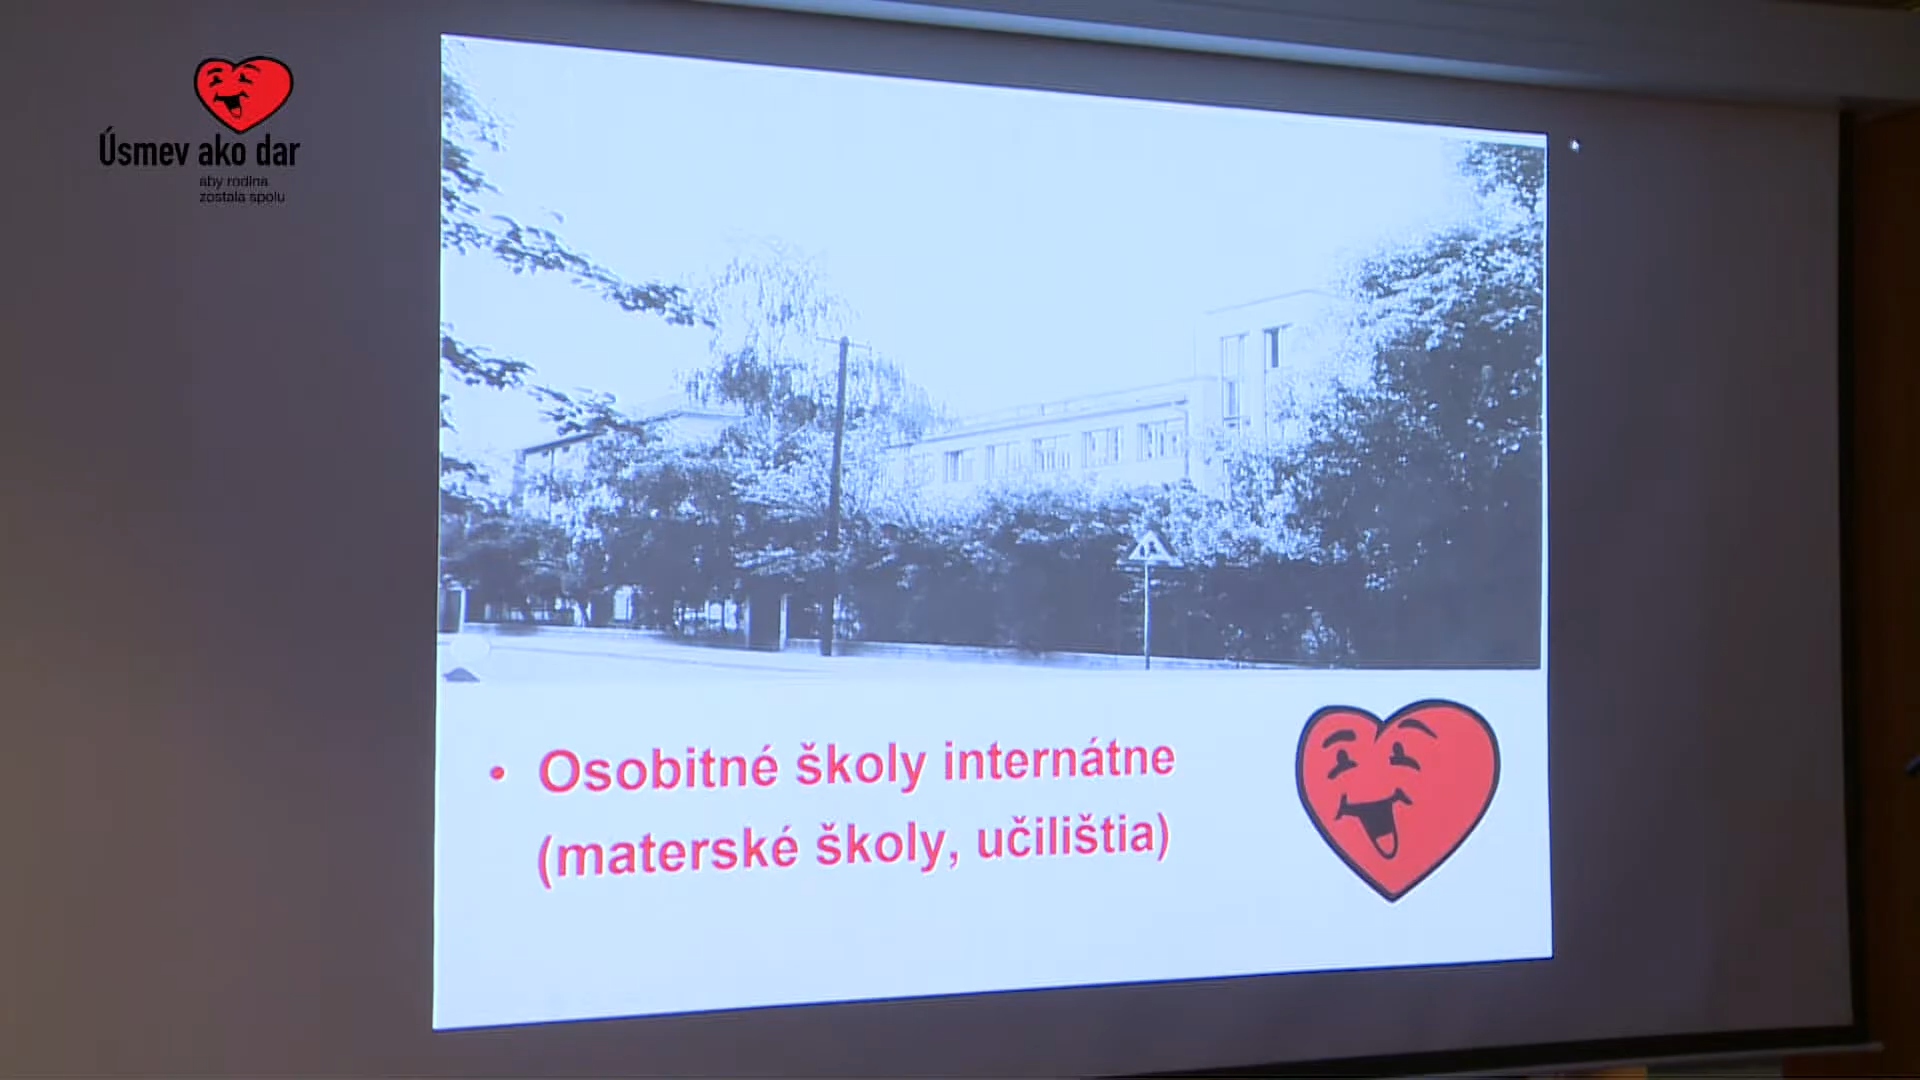 Úsmev ako dar
aby rodina
zostala spolu
• Osobitné školy internátne
(materské školy, učilištia)